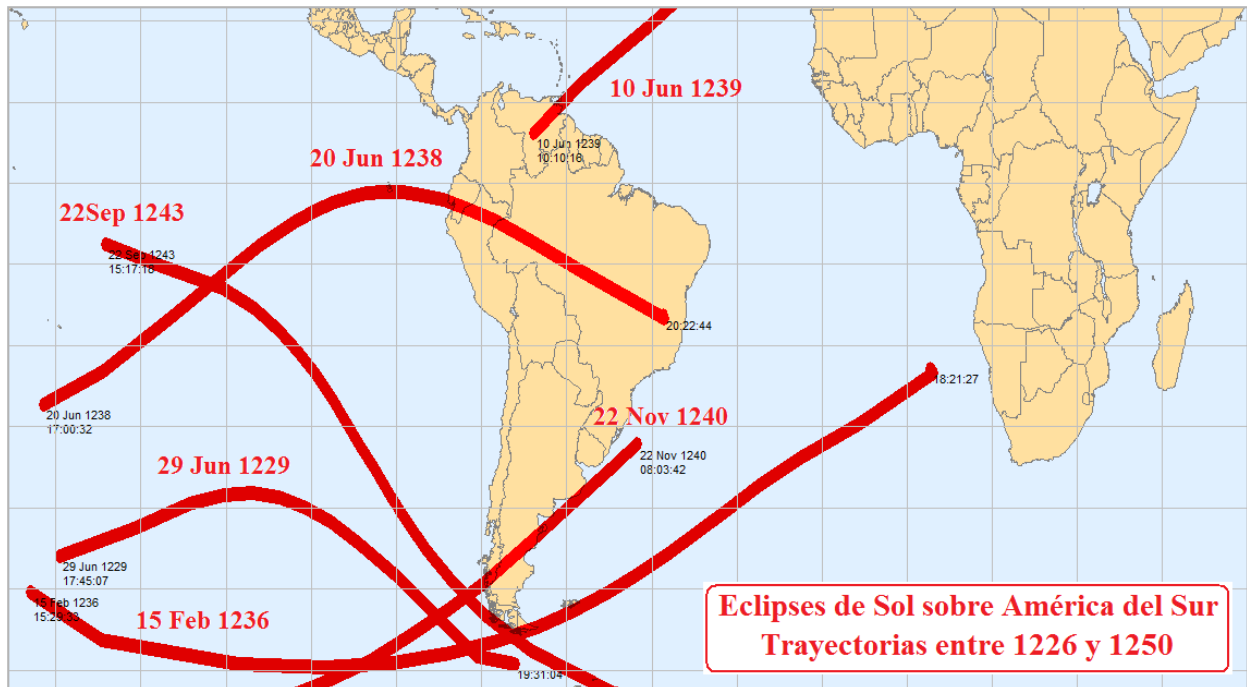 10 Jun 1239
10 Jun 1239
10:10:16
20 Jun 1238
22Sep 1243
22 Sep 1243
15:17:18
20:22:44
18:21:27
20 Jun 1238
17:00:32
22 Nov 1240
22 Nov 1240
08:03:42
29 Jun 1229
29 Jun 1229
17:45:07
15 Feb 1236
15:29:33
15 Feb 1236
19:31:04
Eclipses de Sol sobre América del Sur
Trayectorias entre 1226 y 1250